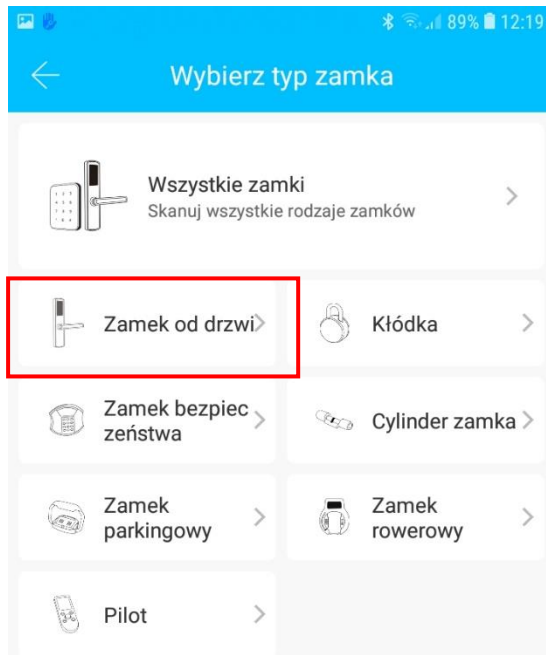 89% 12:19
Wybierz typ zamka
Wszystkie zamki
Skanuj wszystkie rodzaje zamków
Zamek od drzwi
Kłódka
Zamek bezpiec
zeństwa
Cylinder zamka
Zamek
parkingowy
Zamek
rowerowy
Pilot